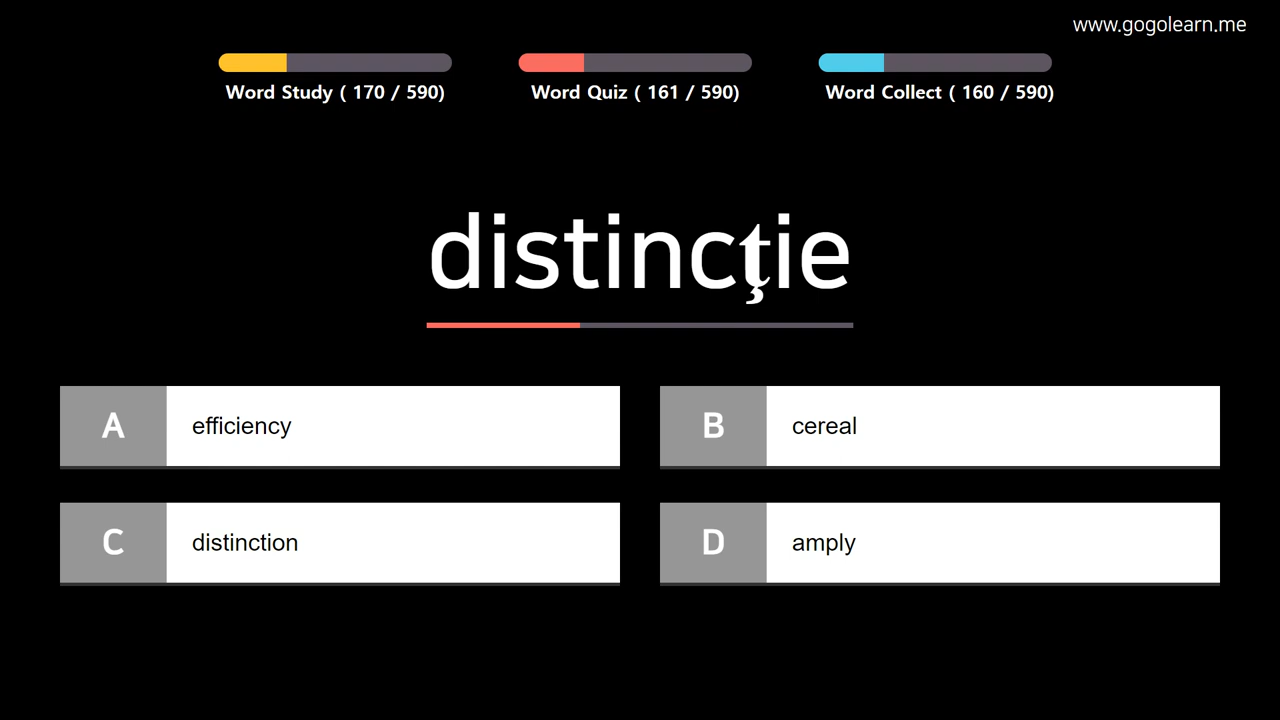 www.gogolearn.me
Word Study ( 170 / 590)
Word Quiz ( 161 / 590)
Word Collect ( 160 / 590)
distincţie
A efficiency
B cereal
C distinction
D amply